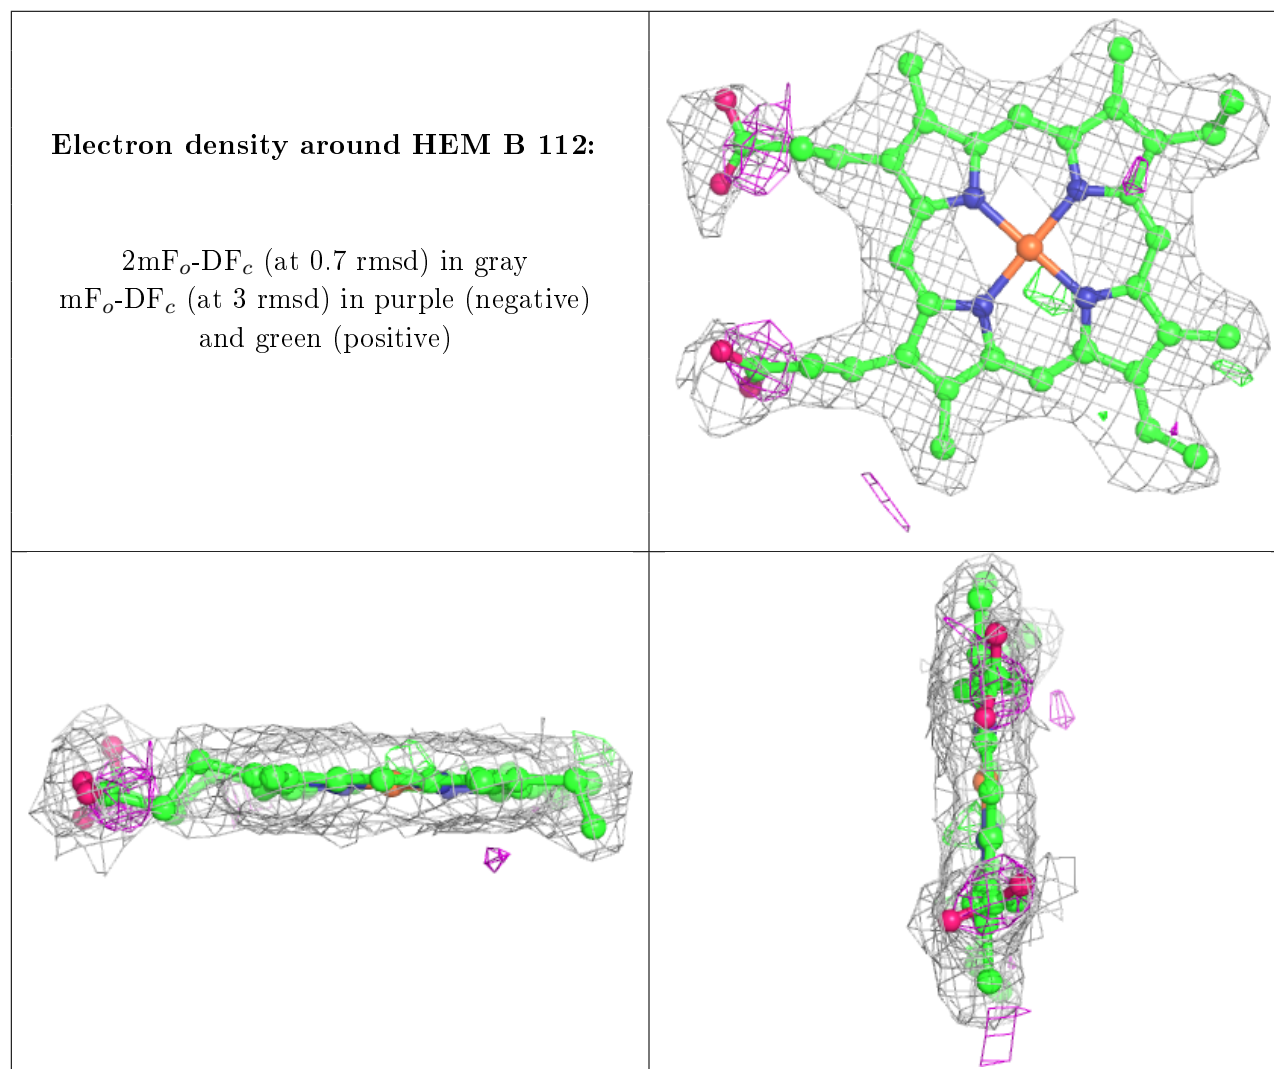 Electron density around HEM B 112:
2mFₒ-DF𝒸 (at 0.7 rmsd) in gray
mFₒ-DF𝒸 (at 3 rmsd) in purple (negative)
and green (positive)